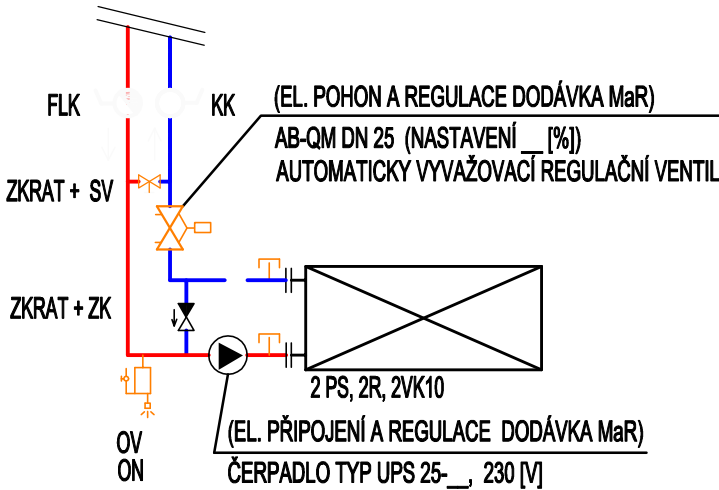 (EL. POHON A REGULACE DODÁVKA MaR)
FLK
KK
AB-QM DN 25 (NASTAVENÍ __ [%])
AUTOMATICKY VYVAŽOVACÍ REGULAČNÍ VENTIL
ZKRAT + SV
ZKRAT + ZK
2 PS, 2R, 2VK10
(EL. PŘIPOJENÍ A REGULACE DODÁVKA MaR)
OV
ON
ČERPADLO TYP UPS 25-__, 230 [V]